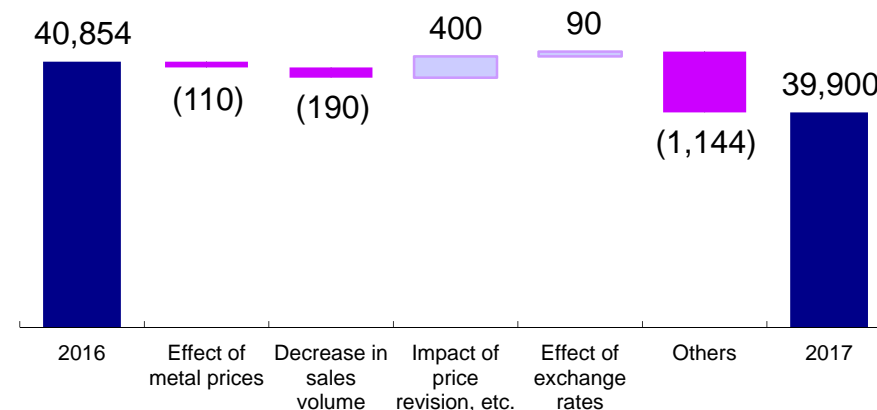 40,854
(110)
(190)
400
90
(1,144)
39,900
2016
Effect of
metal prices
Decrease in
sales
volume
Impact of
price
revision, etc.
Effect of
exchange
rates
Others
2017